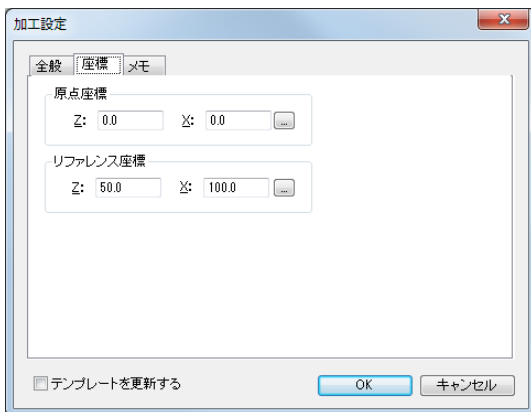 加工設定
全般 座標 メモ
原点座標
Z: 0.0 X: 0.0 ...
リファレンス座標
Z: 50.0 X: 100.0 ...
テンプレートを更新する OK キャンセル